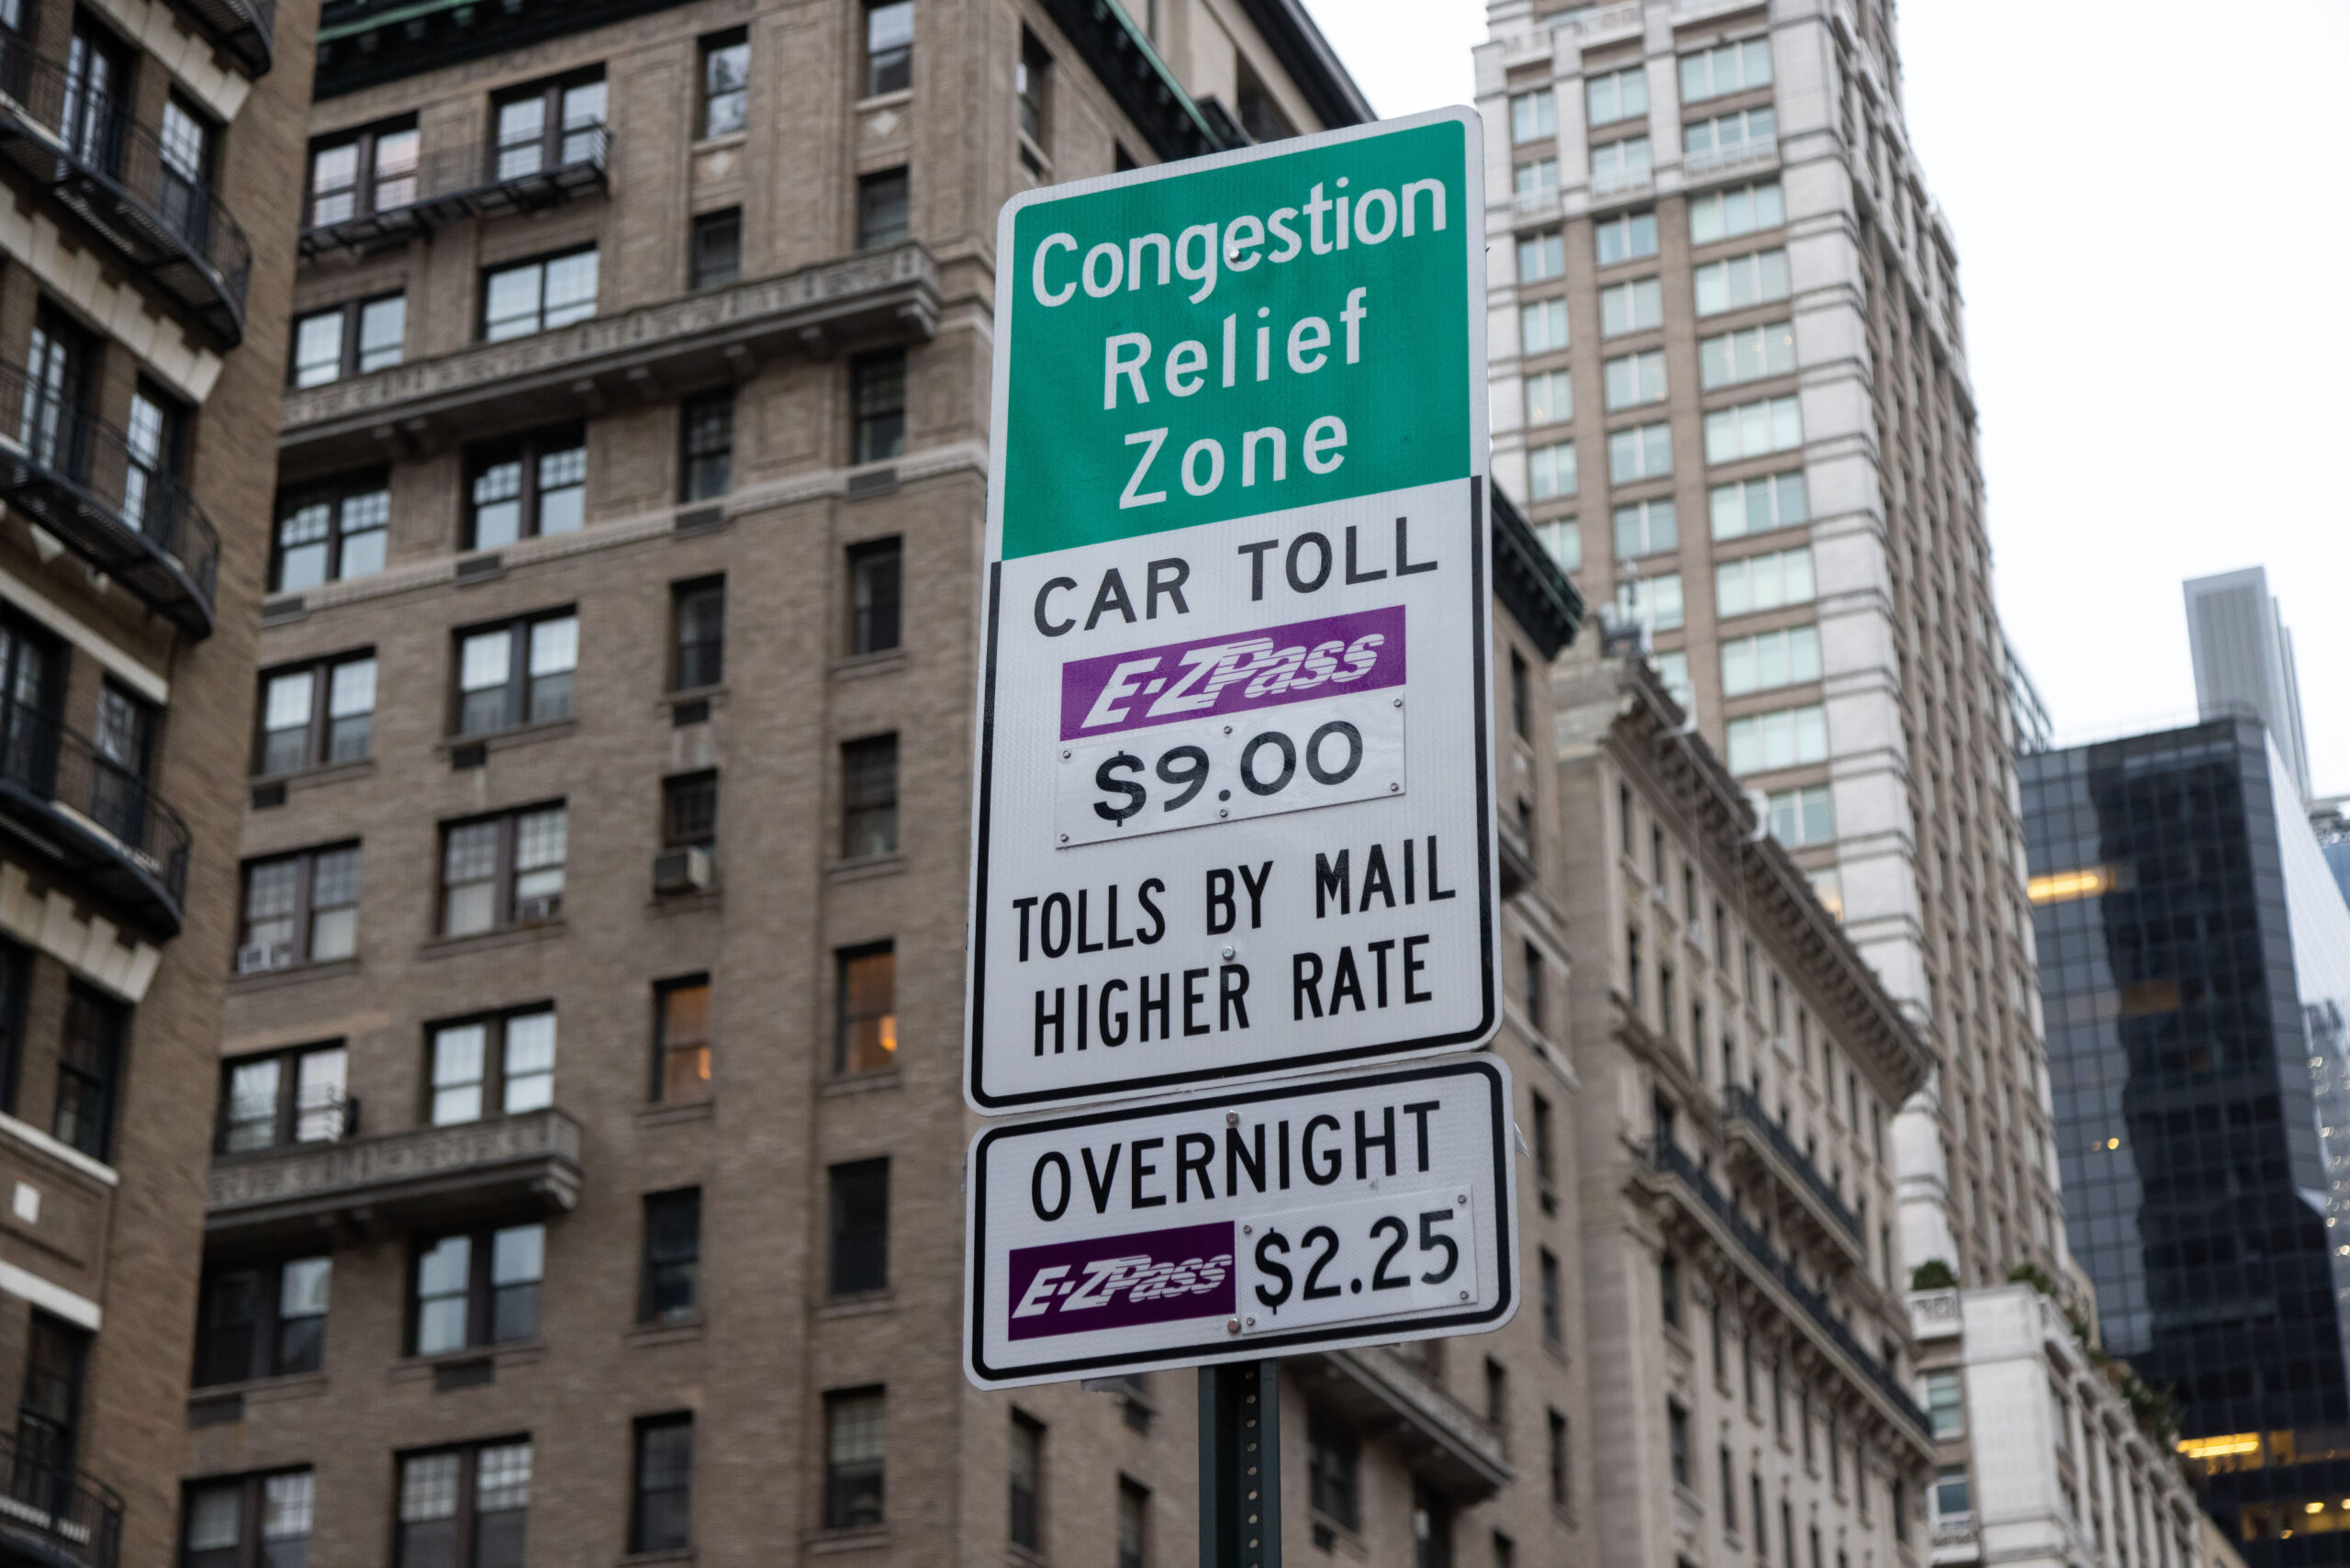 Congestion
Relief
Zone
CAR TOLL
E-ZPass
$9.00
TOLLS BY MAIL
HIGHER RATE
OVERNIGHT
E-ZPass $2.25